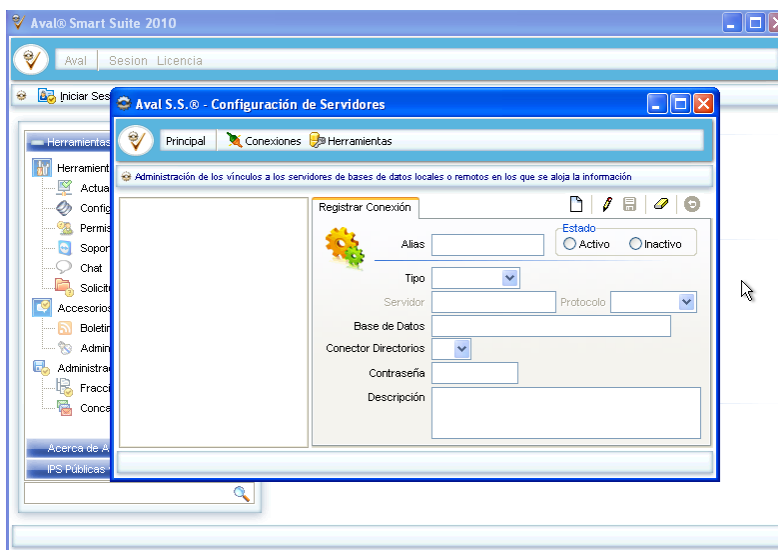 Aval® Smart Suite 2010
Aval Sesion Licencia
Iniciar Ses
Herramientas
Herramient
Actua
Config
Permis
Sopor
Chat
Solicit
Accesorios
Boletin
Admin
Administra
Fracci
Conca
Acerca de A
IPS Públicas
Aval S.S.® - Configuración de Servidores
Principal Conexiones Herramientas
Administración de los vínculos a los servidores de bases de datos locales o remotos en los que se aloja la información
Registrar Conexión
Estado
Alias Activo Inactivo
Tipo
Servidor Protocolo
Base de Datos
Conector Directorios
Contraseña
Descripción